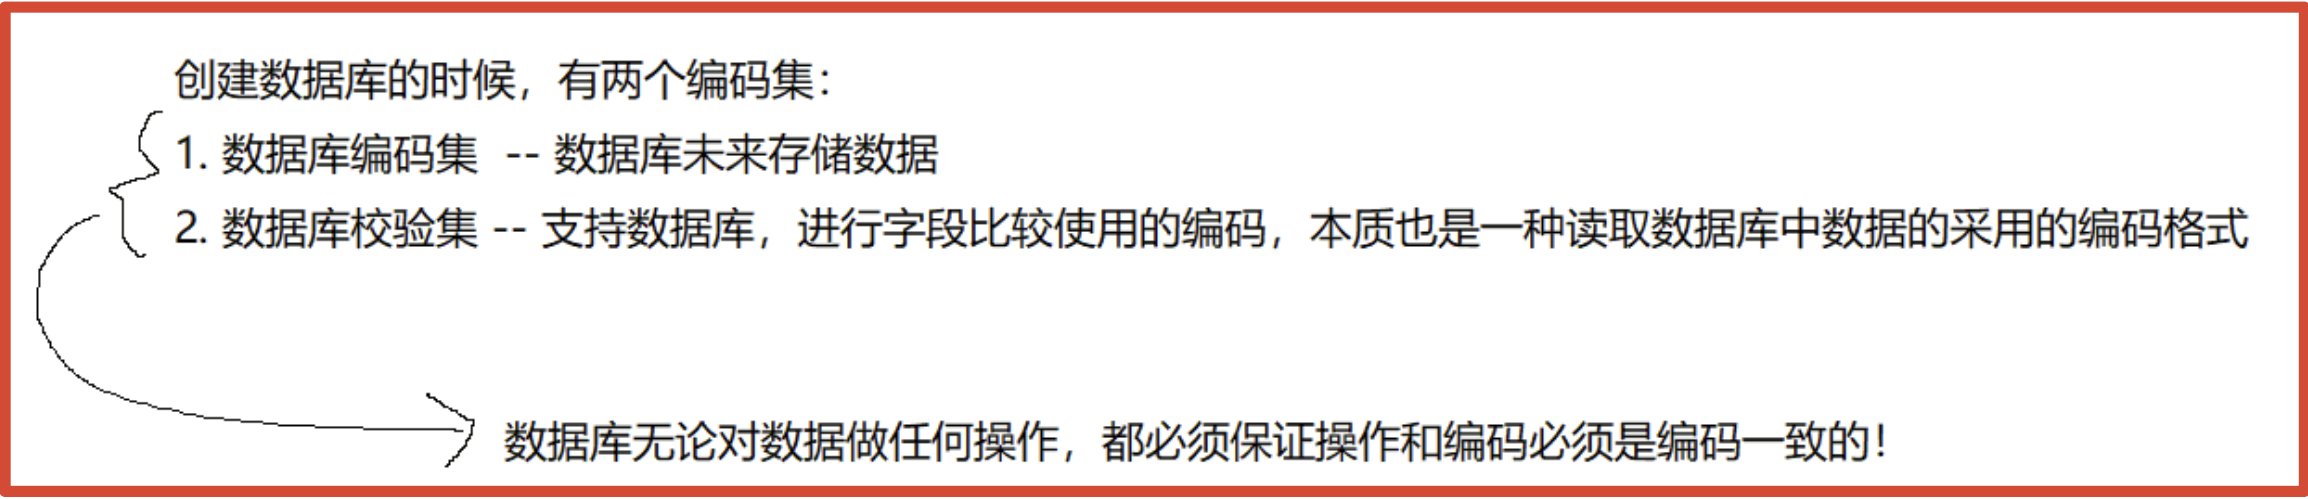 创建数据库的时候，有两个编码集：
1. 数据库编码集 -- 数据库未来存储数据
2. 数据库校验集 -- 支持数据库，进行字段比较使用的编码，本质也是一种读取数据库中数据的采用的编码格式
数据库无论对数据做任何操作，都必须保证操作和编码必须是编码一致的！